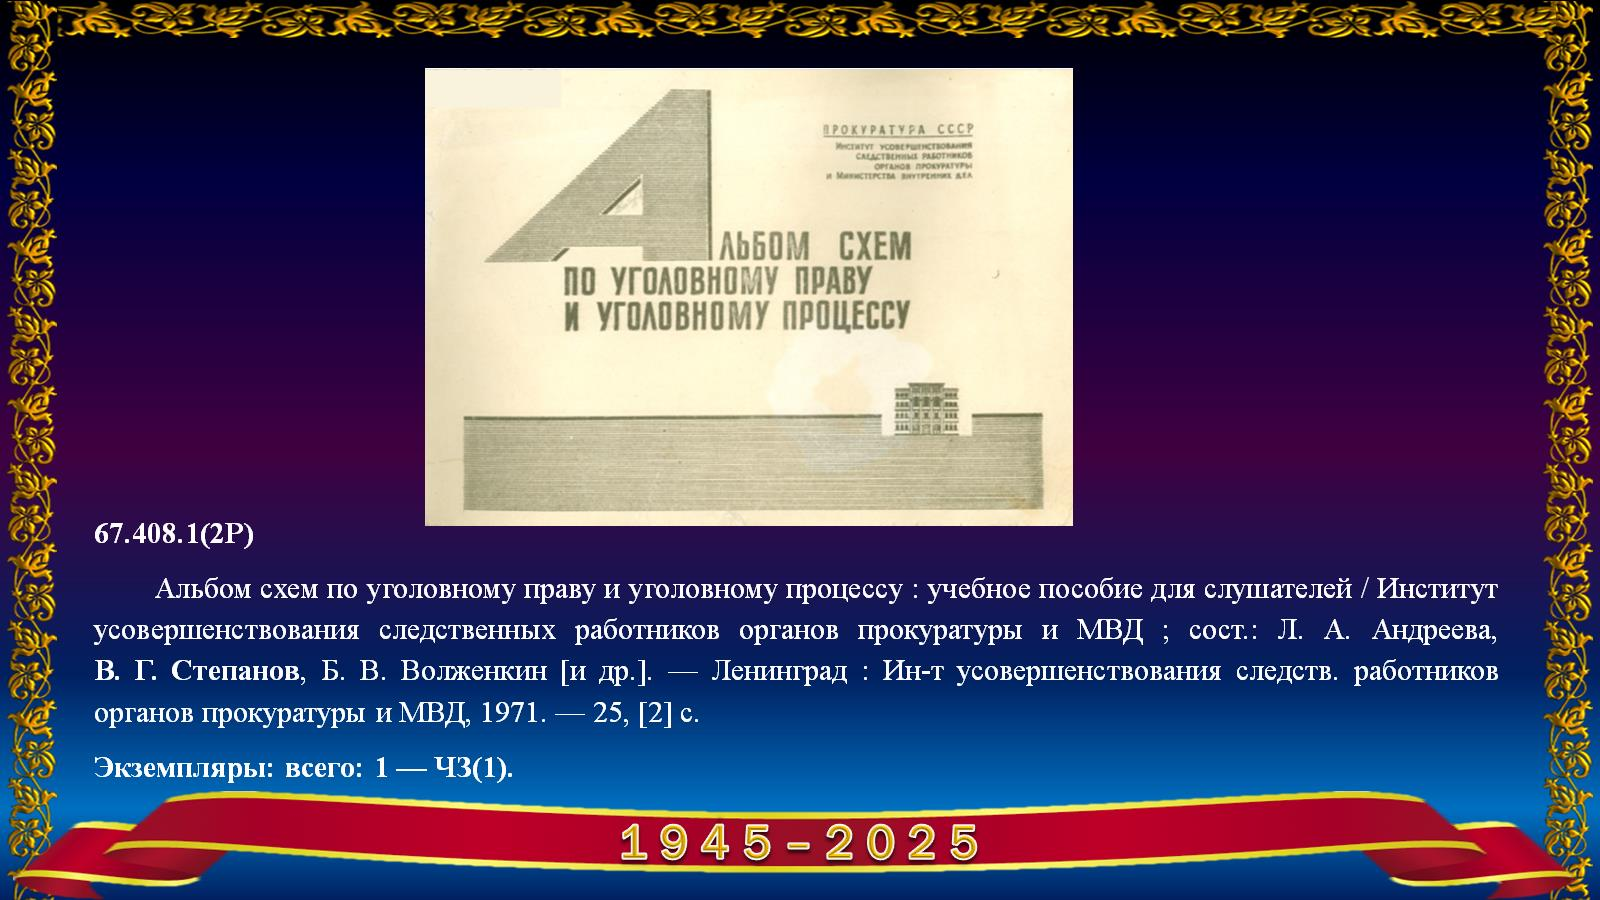 ПРОКУРАТУРА СССР
Институт усовершенствования
следственных работников
органов прокуратуры
и Министерства внутренних дел
АЛЬБОМ СХЕМ
ПО УГОЛОВНОМУ ПРАВУ
И УГОЛОВНОМУ ПРОЦЕССУ
67.408.1(2Р)
Альбом схем по уголовному праву и уголовному процессу : учебное пособие для слушателей / Институт
усовершенствования следственных работников органов прокуратуры и МВД ; сост.: Л. А. Андреева,
В. Г. Степанов, Б. В. Волженкин [и др.]. — Ленинград : Ин-т усовершенствования следств. работников
органов прокуратуры и МВД, 1971. — 25, [2] с.
Экземпляры: всего: 1 — ЧЗ(1).
1945–2025